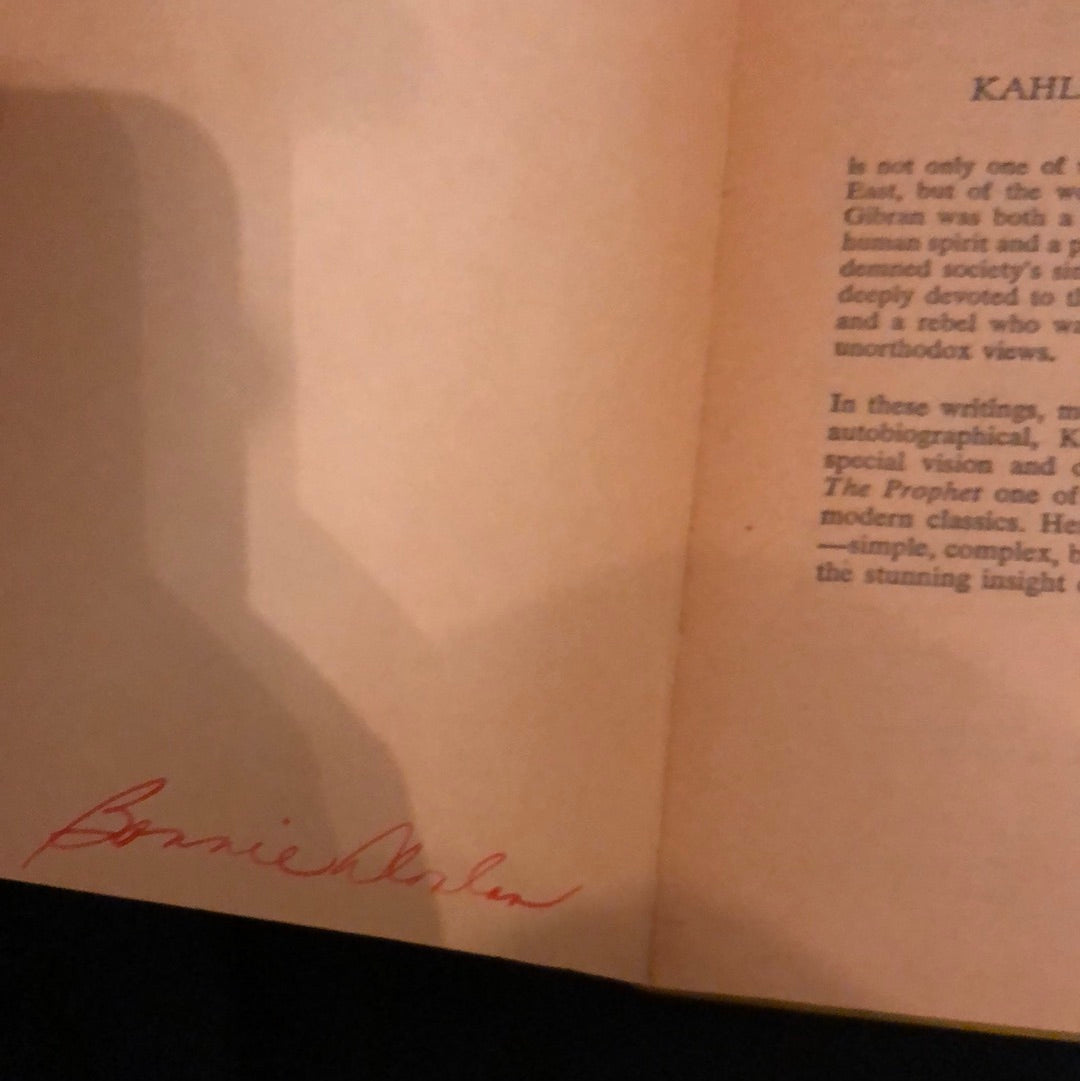 Bonnie
KAHL
is not only one of
East, but of the
Gibran was both a
human spirit and a p
demned society's
deeply devoted to
and a rebel who
unorthodox views.
In these writings,
autobiographical, K
special vision and
The Prophet one of
modern classics.
—simple, complex, b
the stunning insight